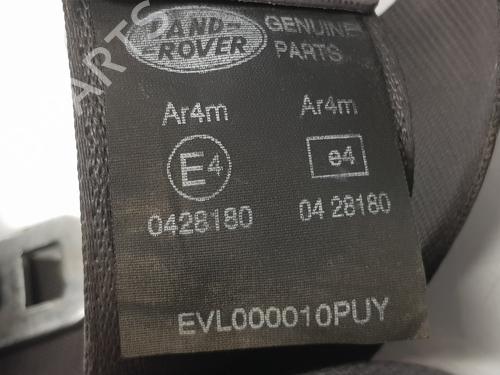 LAND-
-ROVER
GENUINE
PARTS
Ar4m Ar4m
E4 e4
0428180 04 28180
EVL000010PUY